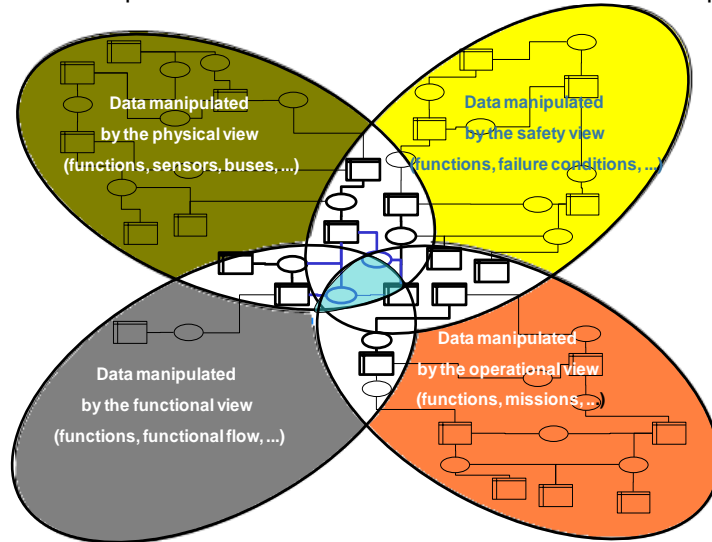 Data manipulated
by the physical view
(functions, sensors, buses, ...)
Data manipulated
by the safety view
(functions, failure conditions, ...)
Data manipulated
by the functional view
(functions, functional flow, ...)
Data manipulated
by the operational view
(functions, missions, ...)